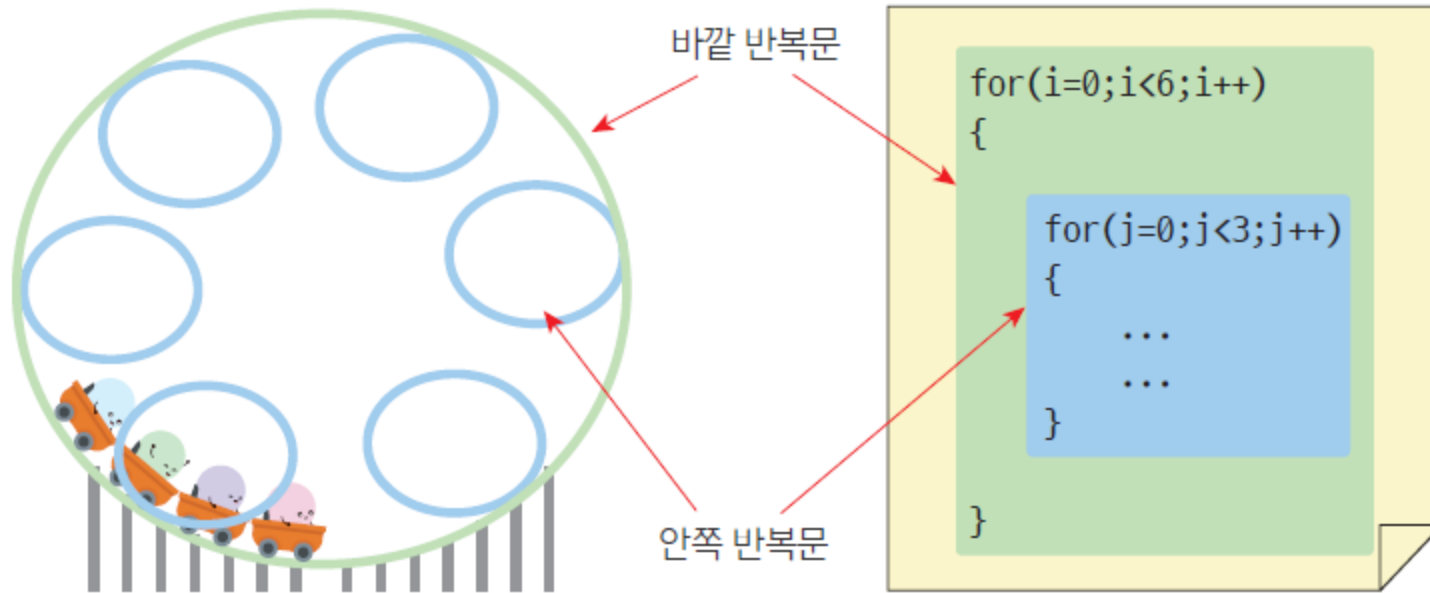 바깥 반복문
for(i=0;i<6;i++)
{
for(j=0;j<3;j++)
{
...
...
}
}
안쪽 반복문